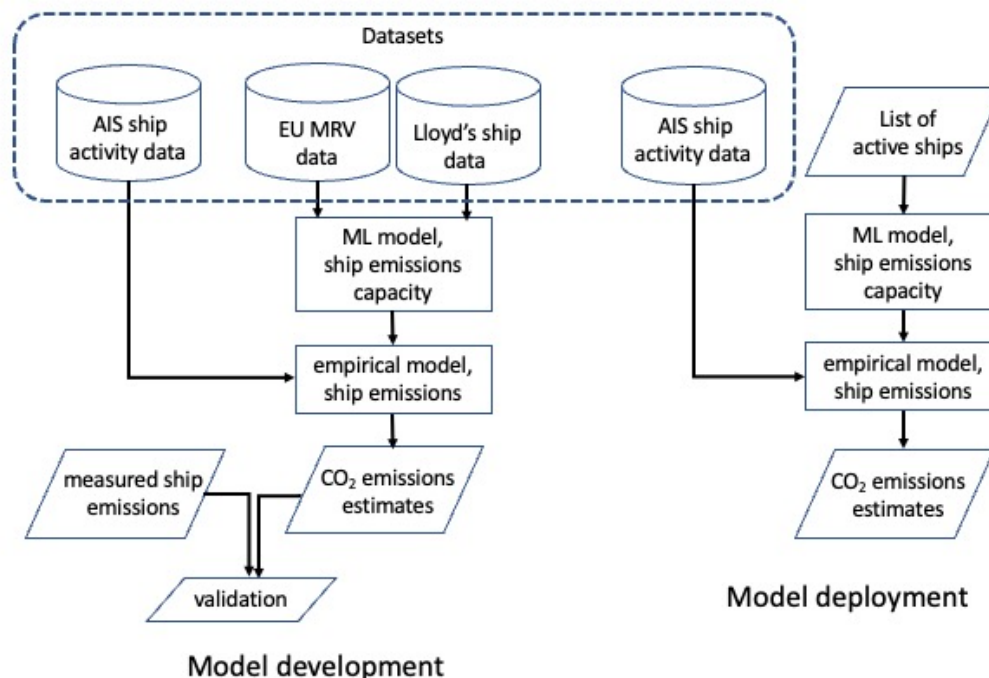 Datasets
AIS ship
activity data
EU MRV
data
Lloyd's ship
data
AIS ship
activity data
List of
active ships
ML model,
ship emissions
capacity
ML model,
ship emissions
capacity
empirical model,
ship emissions
empirical model,
ship emissions
measured ship
emissions
CO₂ emissions
estimates
CO₂ emissions
estimates
validation
Model deployment
Model development